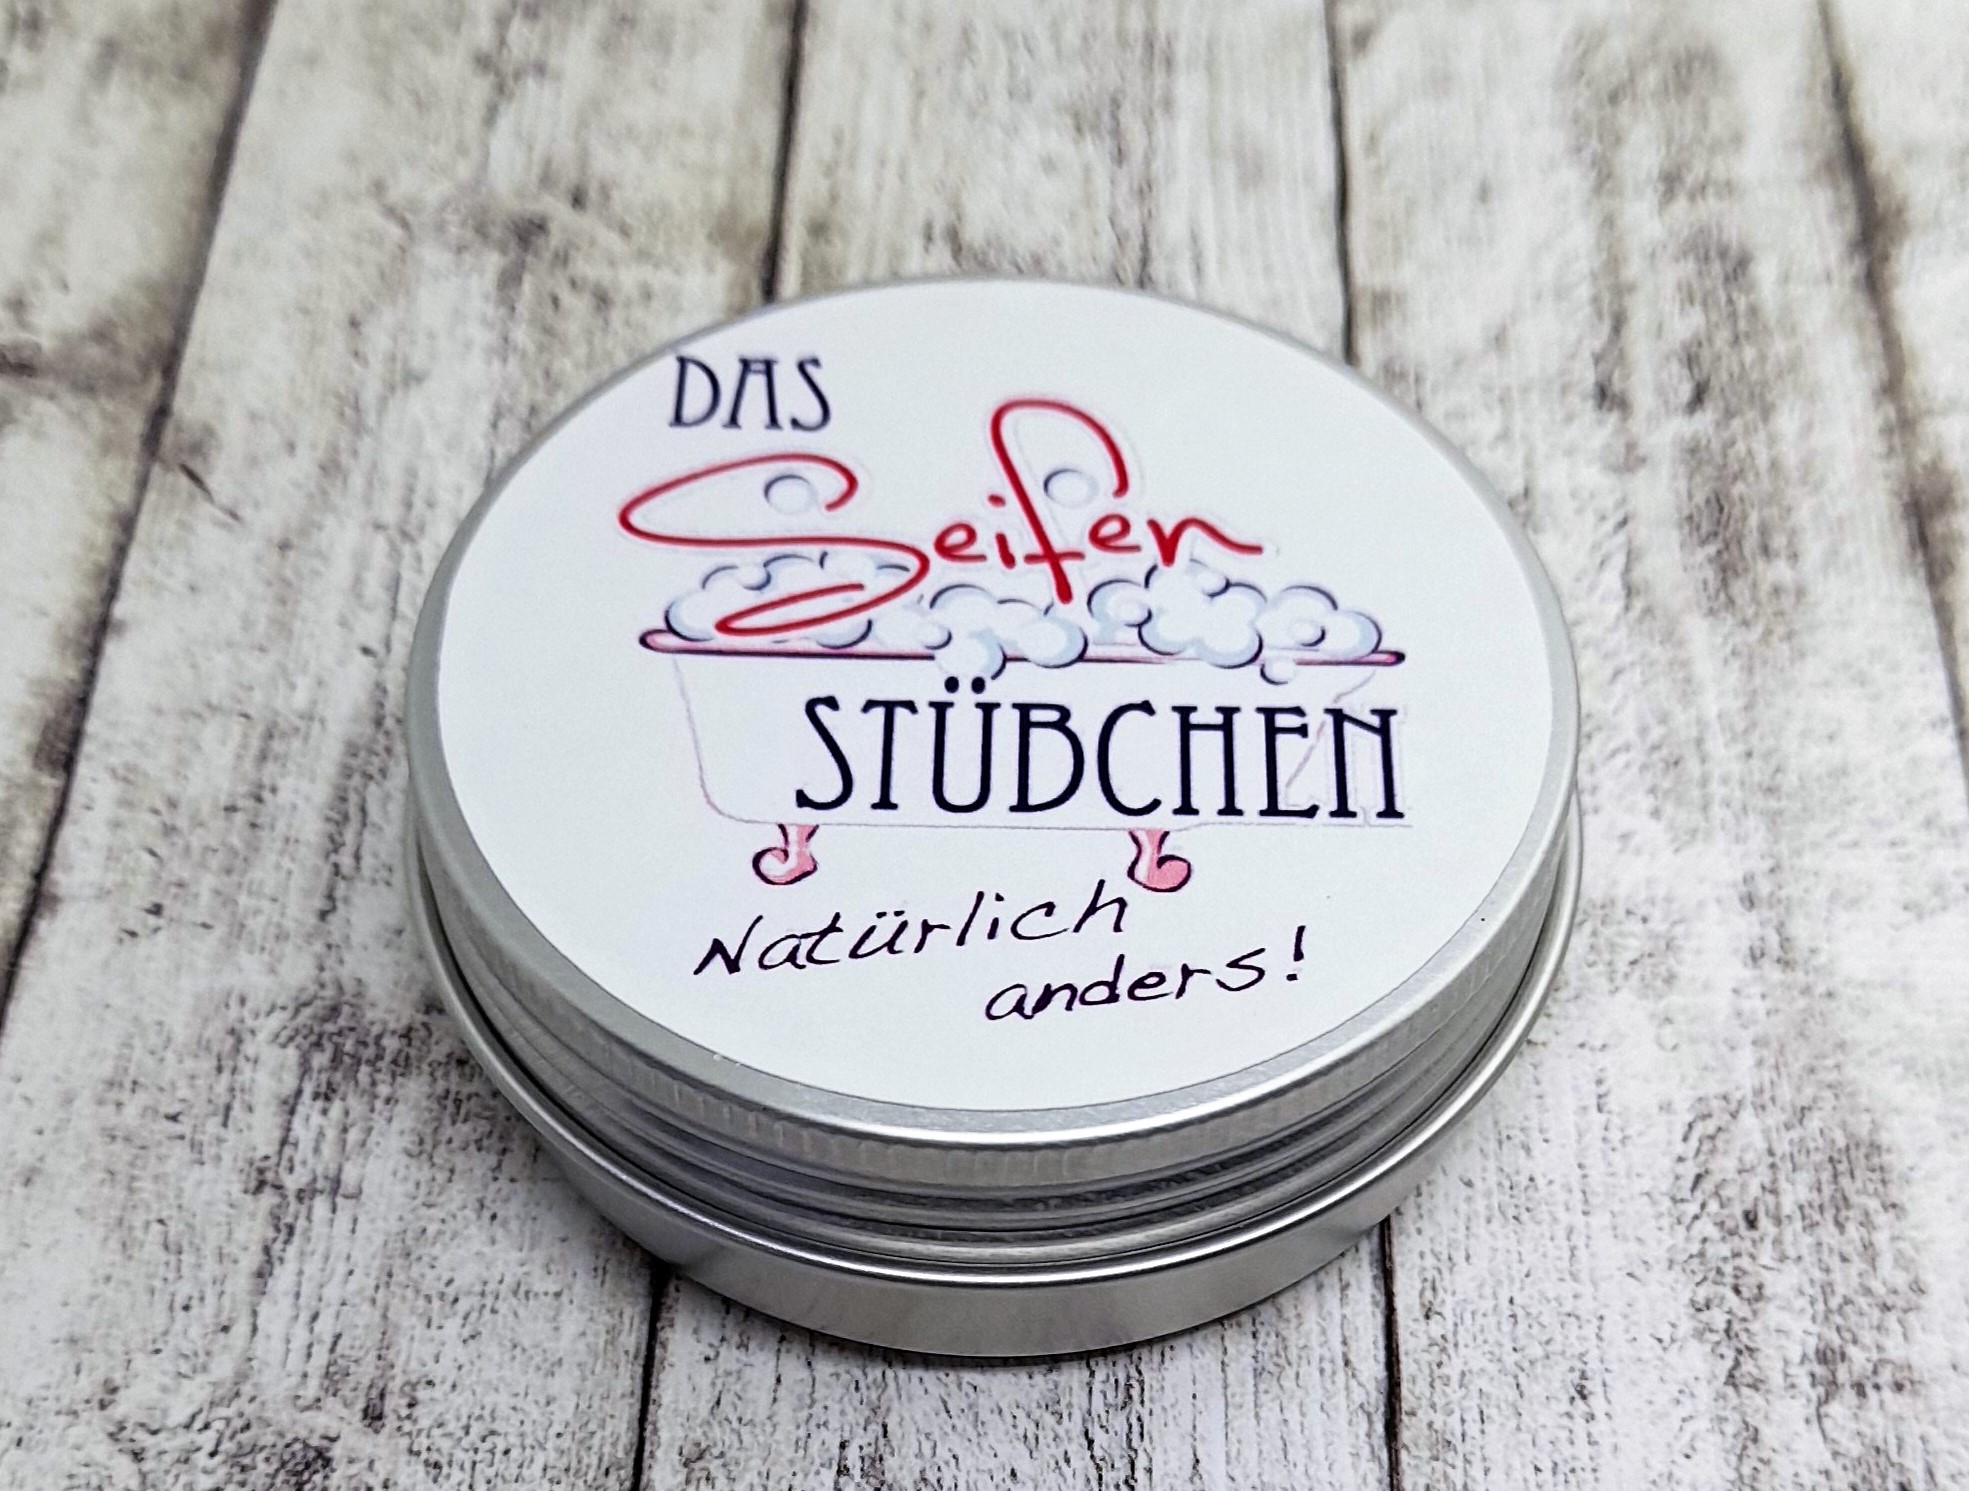 DAS
Seifen
STÜBCHEN
Natürlich
anders!